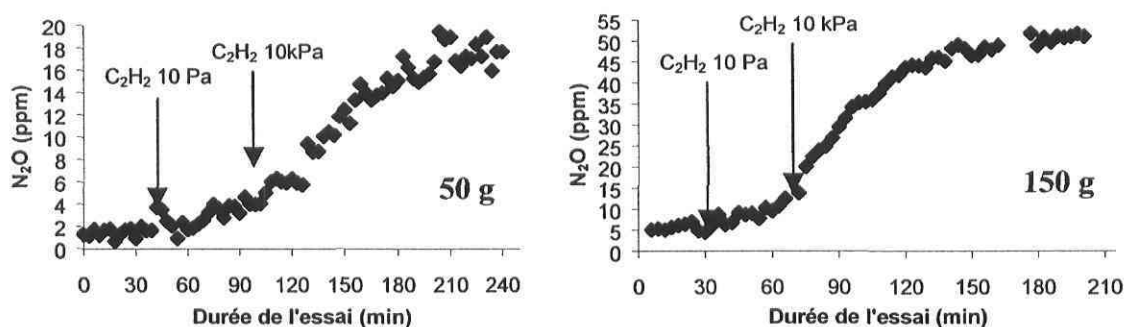 N₂O (ppm)
20
18
16
14
12
10
8
6
4
2
0
C₂H₂ 10 Pa
C₂H₂ 10kPa
50 g
0 30 60 90 120 150 180 210 240
Durée de l'essai (min)
N₂O (ppm)
55
50
45
40
35
30
25
20
15
10
5
0
C₂H₂ 10 kPa
C₂H₂ 10 Pa
150 g
0 30 60 90 120 150 180 210
Durée de l'essai (min)